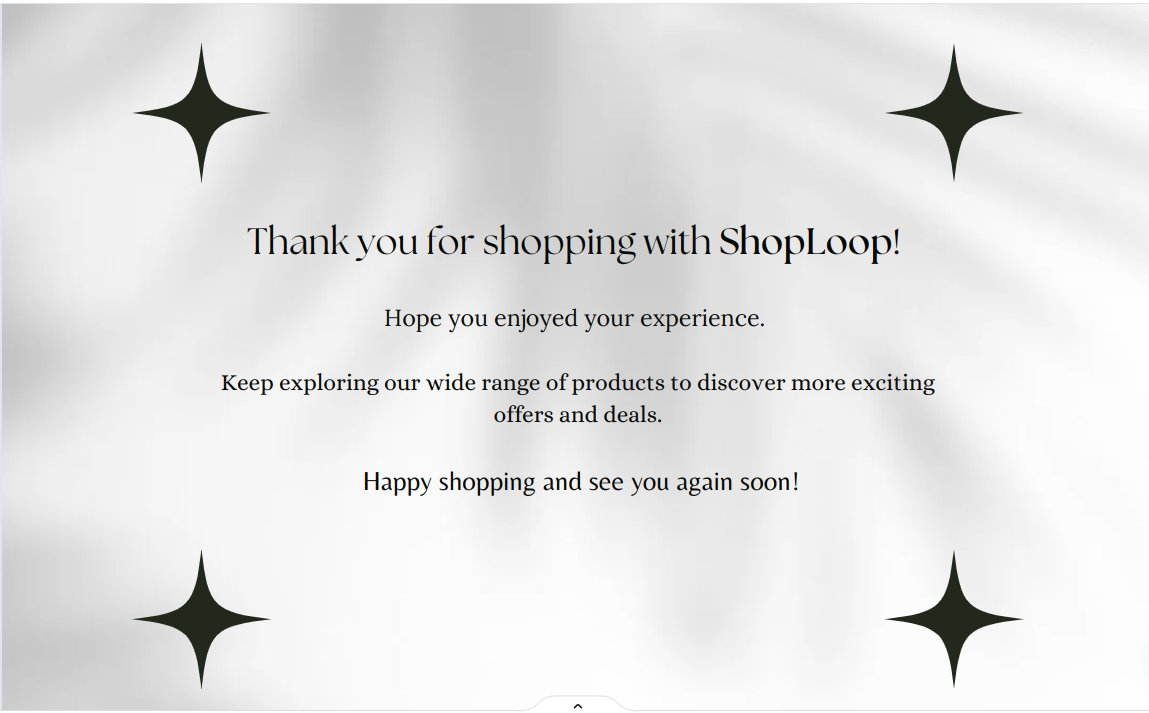 Thank you for shopping with ShopLoop!
Hope you enjoyed your experience.
Keep exploring our wide range of products to discover more exciting
offers and deals.
Happy shopping and see you again soon!